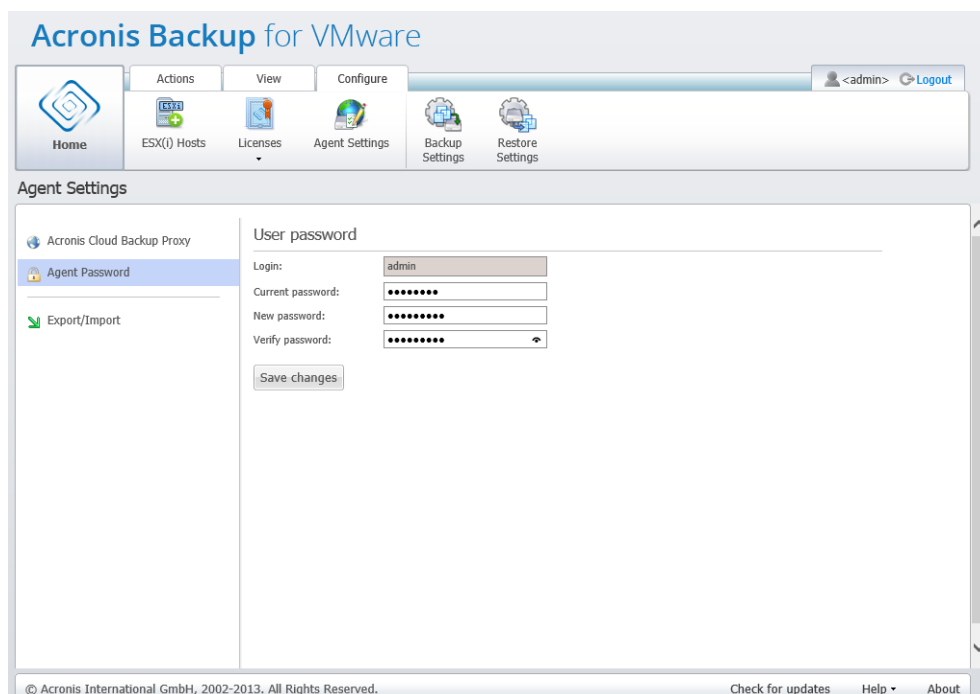 Acronis Backup for VMware
Actions View Configure
<admin> Logout
Home
ESXi
ESX(i) Hosts
Licenses
Agent Settings
Backup Settings
Restore Settings
Agent Settings
Acronis Cloud Backup Proxy
Agent Password
Export/Import
User password
Login: admin
Current password: ••••••••
New password: •••••••••
Verify password: •••••••••
Save changes
© Acronis International GmbH, 2002-2013. All Rights Reserved.
Check for updates Help About